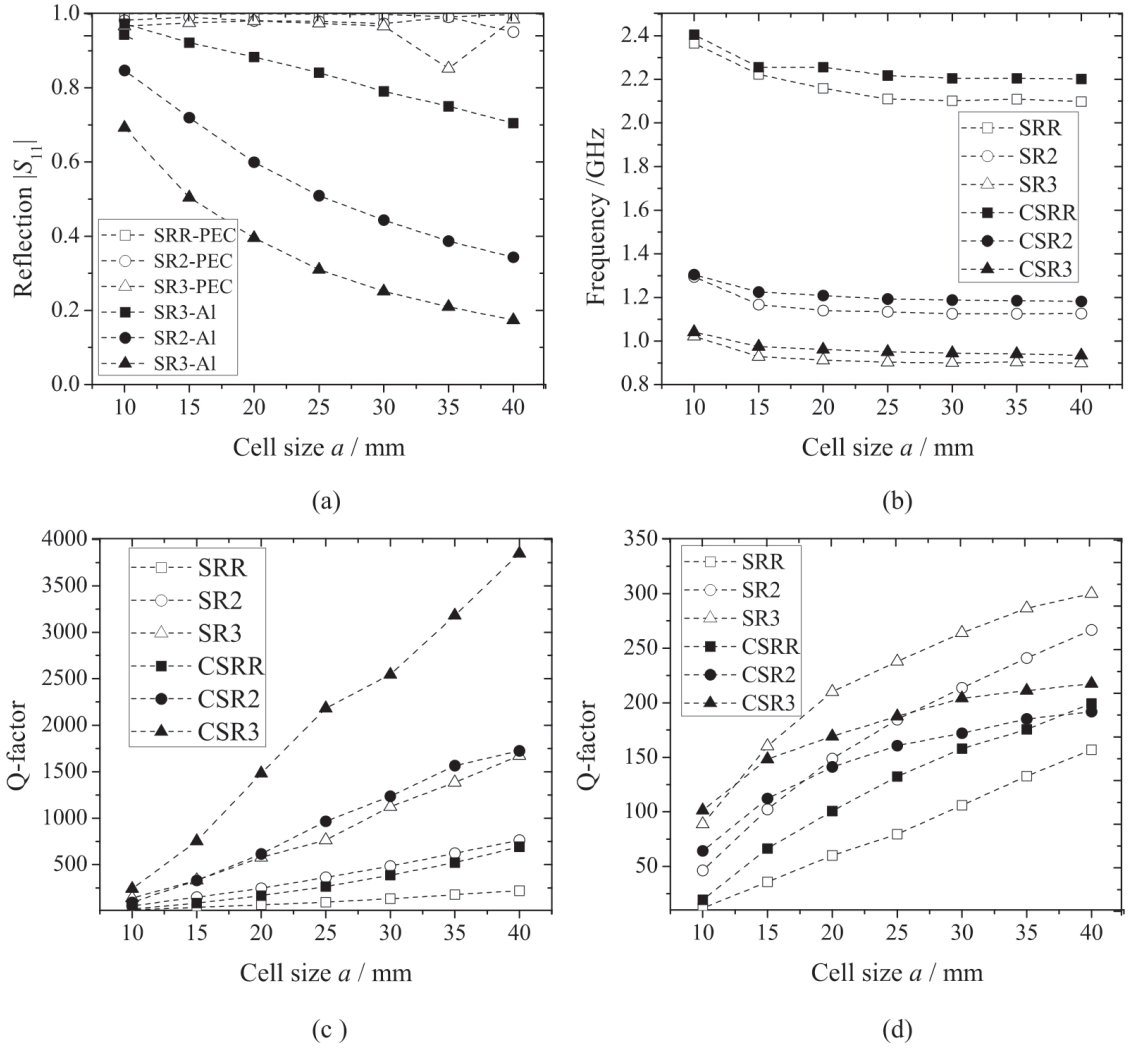 Reflection |S11|
1.0
0.8
0.6
0.4
0.2
0.0
SRR-PEC
SR2-PEC
SR3-PEC
SR3-Al
SR2-Al
SR3-Al
10 15 20 25 30 35 40
Cell size a / mm
(a)
Frequency /GHz
2.4
2.2
2.0
1.8
1.6
1.4
1.2
1.0
0.8
SRR
SR2
SR3
CSRR
CSR2
CSR3
10 15 20 25 30 35 40
Cell size a / mm
(b)
Q-factor
4000
3500
3000
2500
2000
1500
1000
500
SRR
SR2
SR3
CSRR
CSR2
CSR3
10 15 20 25 30 35 40
Cell size a / mm
(c )
Q-factor
350
300
250
200
150
100
50
SRR
SR2
SR3
CSRR
CSR2
CSR3
10 15 20 25 30 35 40
Cell size a / mm
(d)